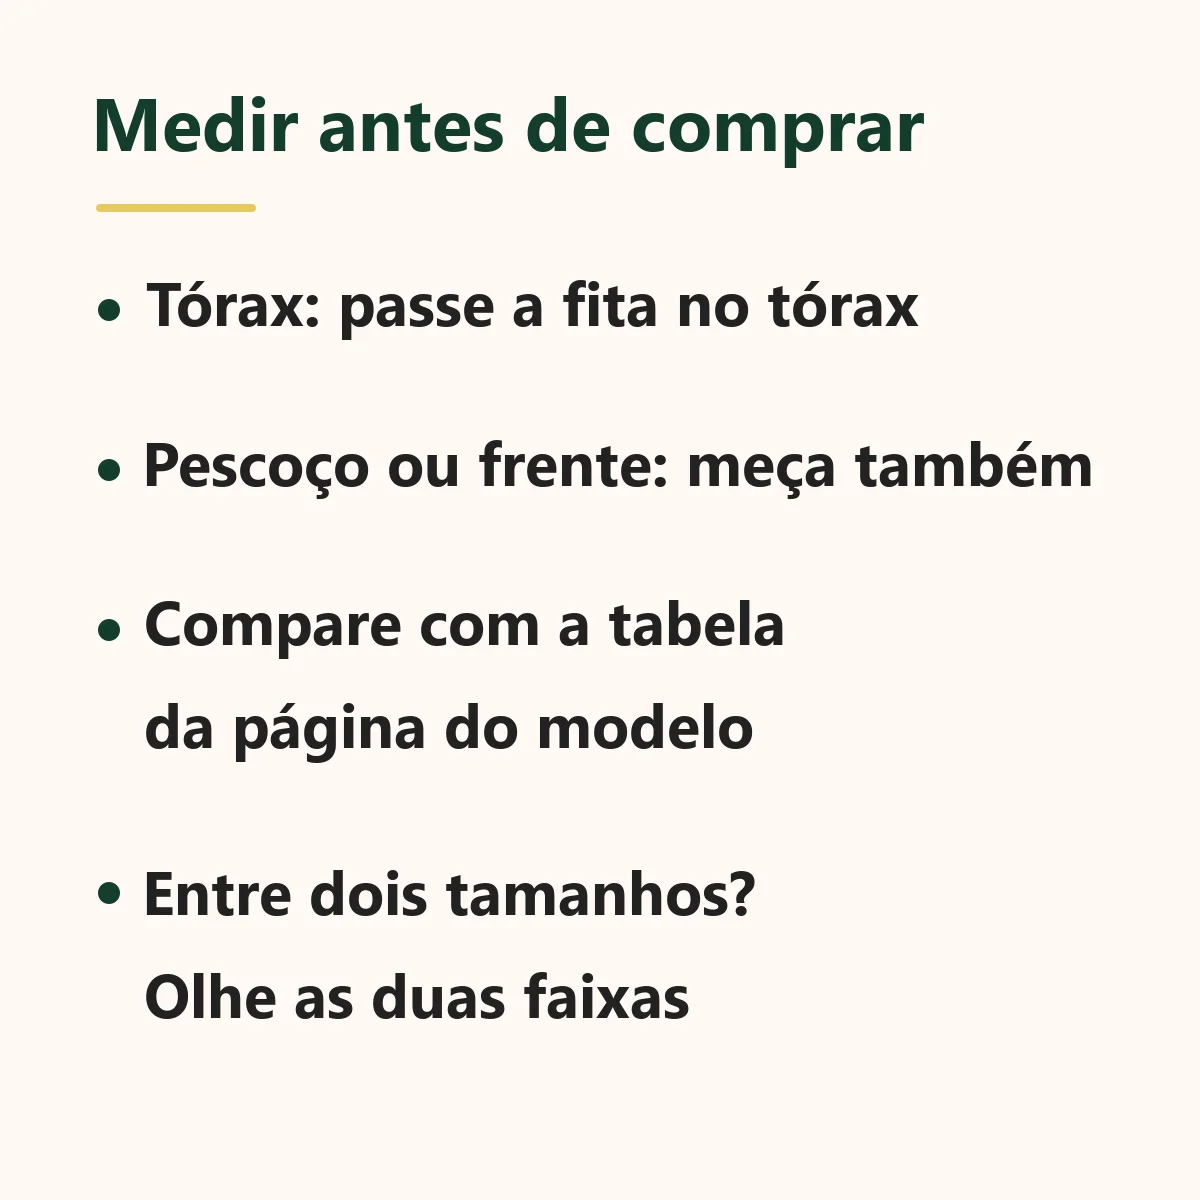 Medir antes de comprar
• Tórax: passe a fita no tórax
• Pescoço ou frente: meça também
• Compare com a tabela
da página do modelo
• Entre dois tamanhos?
Olhe as duas faixas